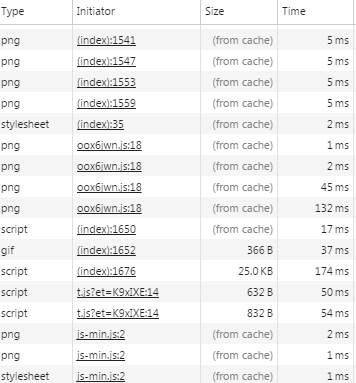 Type Initiator Size Time
png (index):1541 (from cache) 5 ms
png (index):1547 (from cache) 5 ms
png (index):1553 (from cache) 5 ms
png (index):1559 (from cache) 5 ms
stylesheet (index):35 (from cache) 2 ms
png oox6jwn.js:18 (from cache) 1 ms
png oox6jwn.js:18 (from cache) 2 ms
png oox6jwn.js:18 (from cache) 45 ms
png oox6jwn.js:18 (from cache) 132 ms
script (index):1650 (from cache) 17 ms
gif (index):1652 366 B 37 ms
script (index):1676 25.0 KB 174 ms
script t.js?et=K9xIXE:14 632 B 50 ms
script t.js?et=K9xIXE:14 832 B 54 ms
png js-min.js:2 (from cache) 2 ms
png js-min.js:2 (from cache) 1 ms
stylesheet js-min.js:2 (from cache) 1 ms